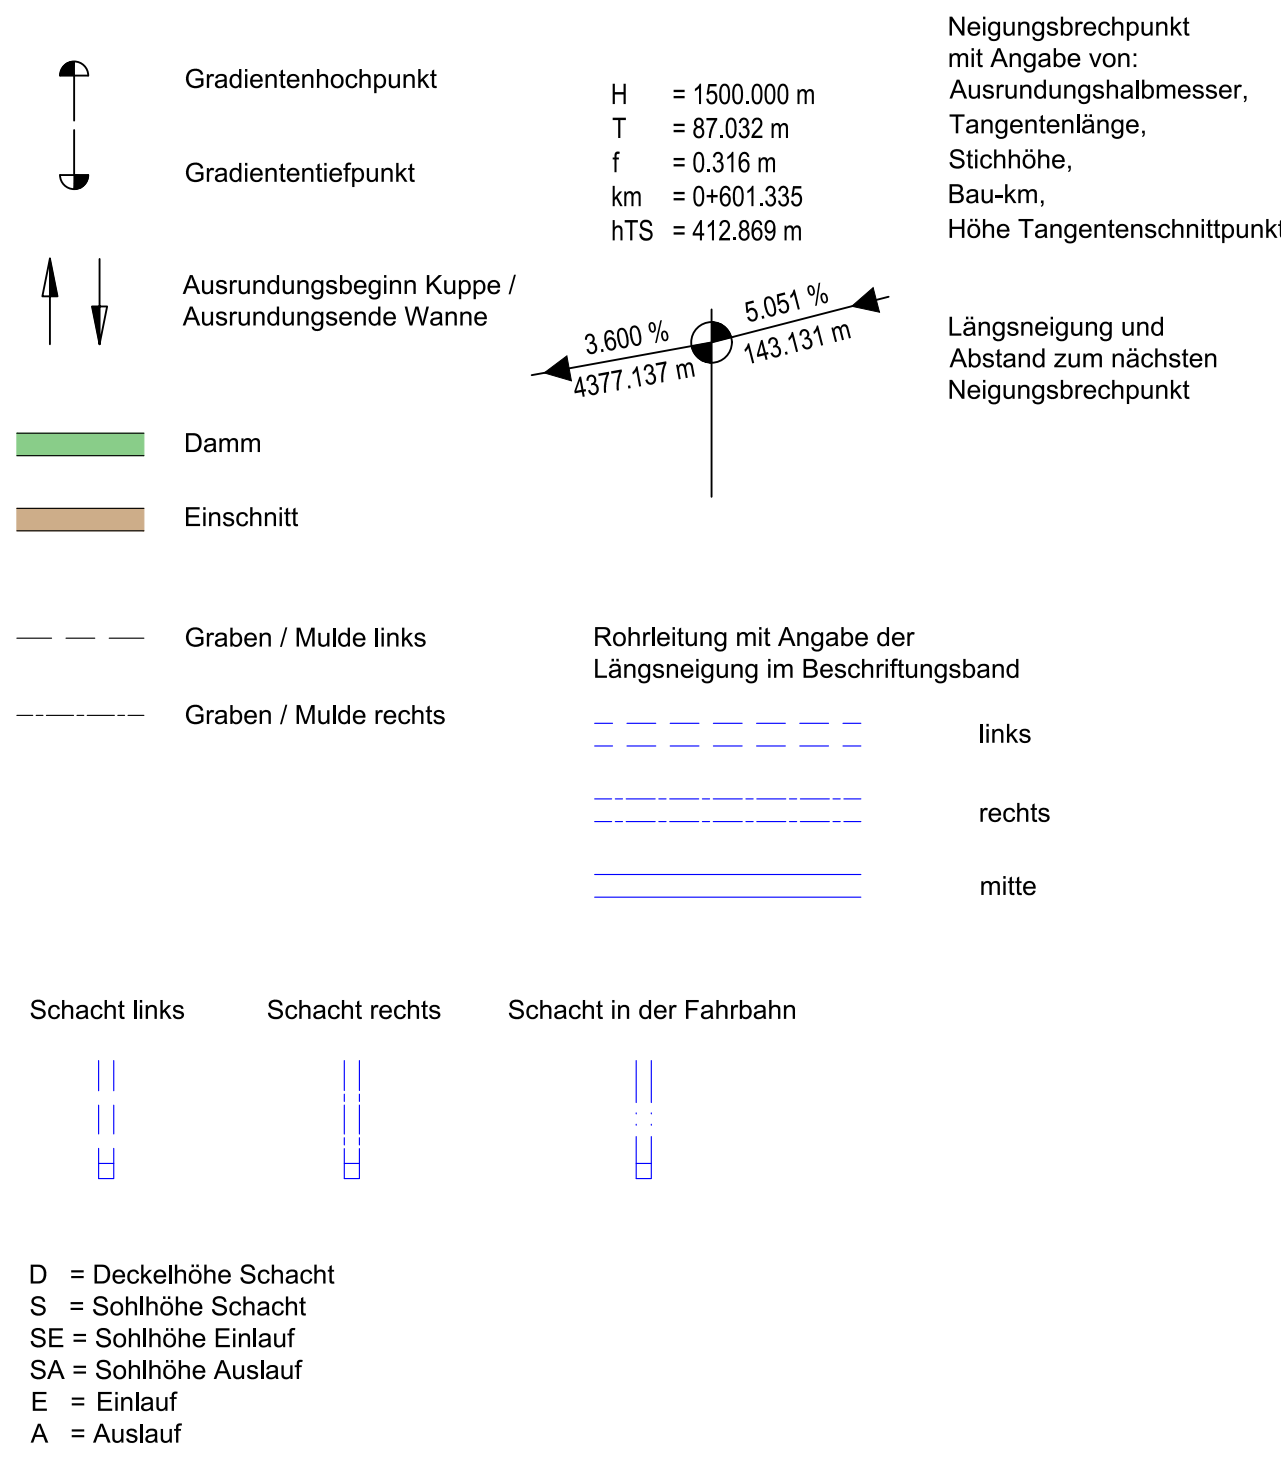 Gradientenhochpunkt
Gradiententiefpunkt
Ausrundungsbeginn Kuppe /
Ausrundungsende Wanne
Damm
Einschnitt
Graben / Mulde links
Graben / Mulde rechts
H = 1500.000 m
T = 87.032 m
f = 0.316 m
km = 0+601.335
hTS = 412.869 m
Neigungsbrechpunkt
mit Angabe von:
Ausrundungshalbmesser,
Tangentenlänge,
Stichhöhe,
Bau-km,
Höhe Tangentenschnittpunkt
3.600 %
4377.137 m
5.051 %
143.131 m
Längsneigung und
Abstand zum nächsten
Neigungsbrechpunkt
Rohrleitung mit Angabe der
Längsneigung im Beschriftungsband
links
rechts
mitte
Schacht links
Schacht rechts
Schacht in der Fahrbahn
D = Deckelhöhe Schacht
S = Sohlhöhe Schacht
SE = Sohlhöhe Einlauf
SA = Sohlhöhe Auslauf
E = Einlauf
A = Auslauf